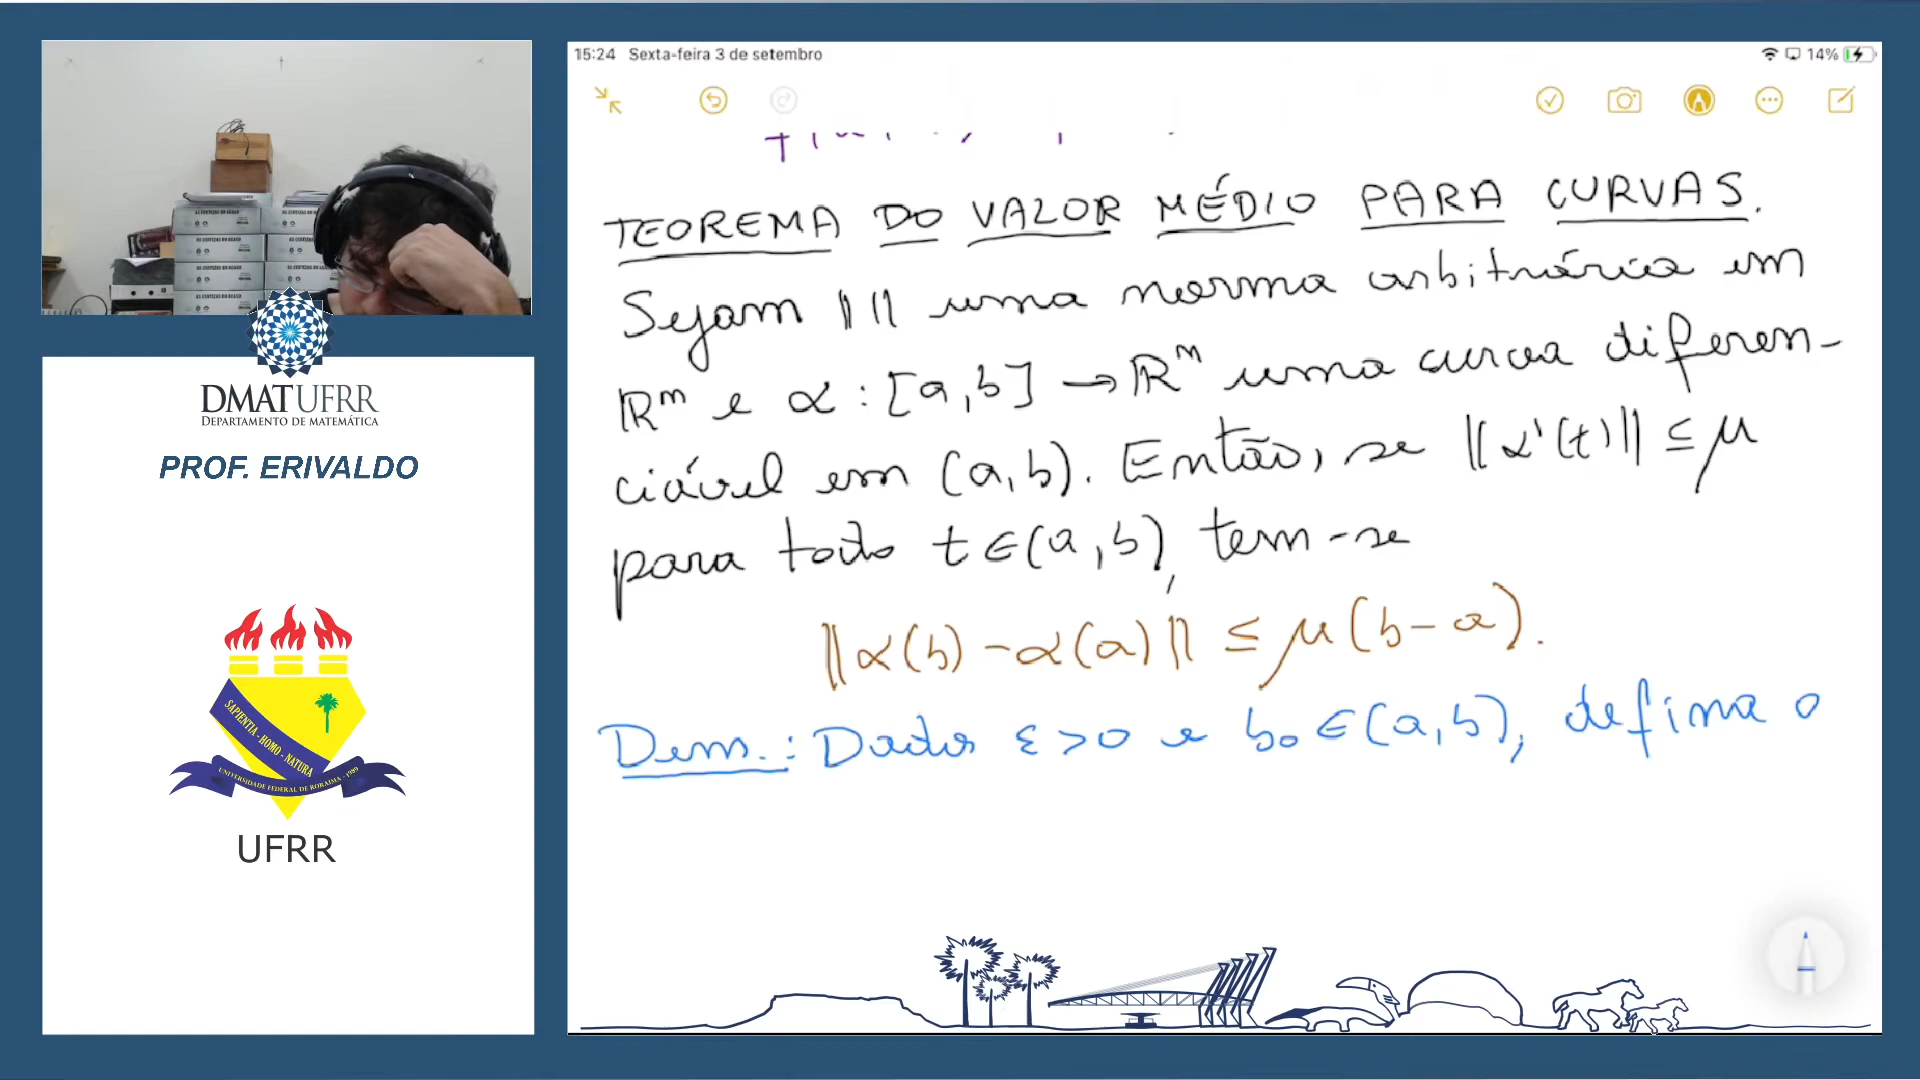 15:24 Sexta-feira 3 de setembro
14%
TEOREMA DO VALOR MÉDIO PARA CURVAS.
Sejam || || uma norma arbitrária em
ℝᵐ e α : [a,b] → ℝᵐ uma curva diferen-
ciável em (a,b). Então, se ||α'(t)|| ≤ μ
para todo t ∈ (a,b), tem-se
||α(b) - α(a)|| ≤ μ(b-a).
Dem.: Dados ε>0 e b₀ ∈ (a,b), defina o
DMATUFRR
DEPARTAMENTO DE MATEMÁTICA
PROF. ERIVALDO
SAPIENTIA - HOMO - NATURA
UNIVERSIDADE FEDERAL DE RORAIMA - 1989
UFRR